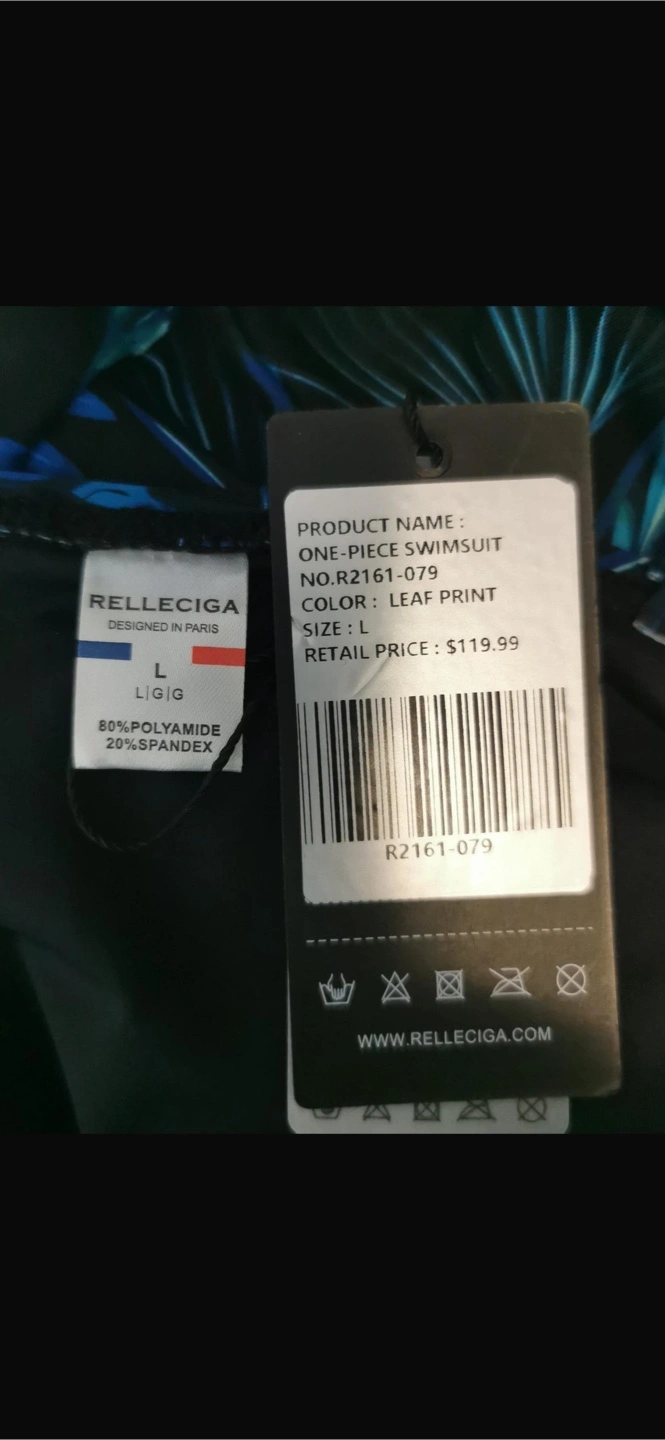 RELLECIGA
DESIGNED IN PARIS
L
L|G|G
80%POLYAMIDE
20%SPANDEX
PRODUCT NAME :
ONE-PIECE SWIMSUIT
NO.R2161-079
COLOR : LEAF PRINT
SIZE : L
RETAIL PRICE : $119.99
R2161-079
WWW.RELLECIGA.COM